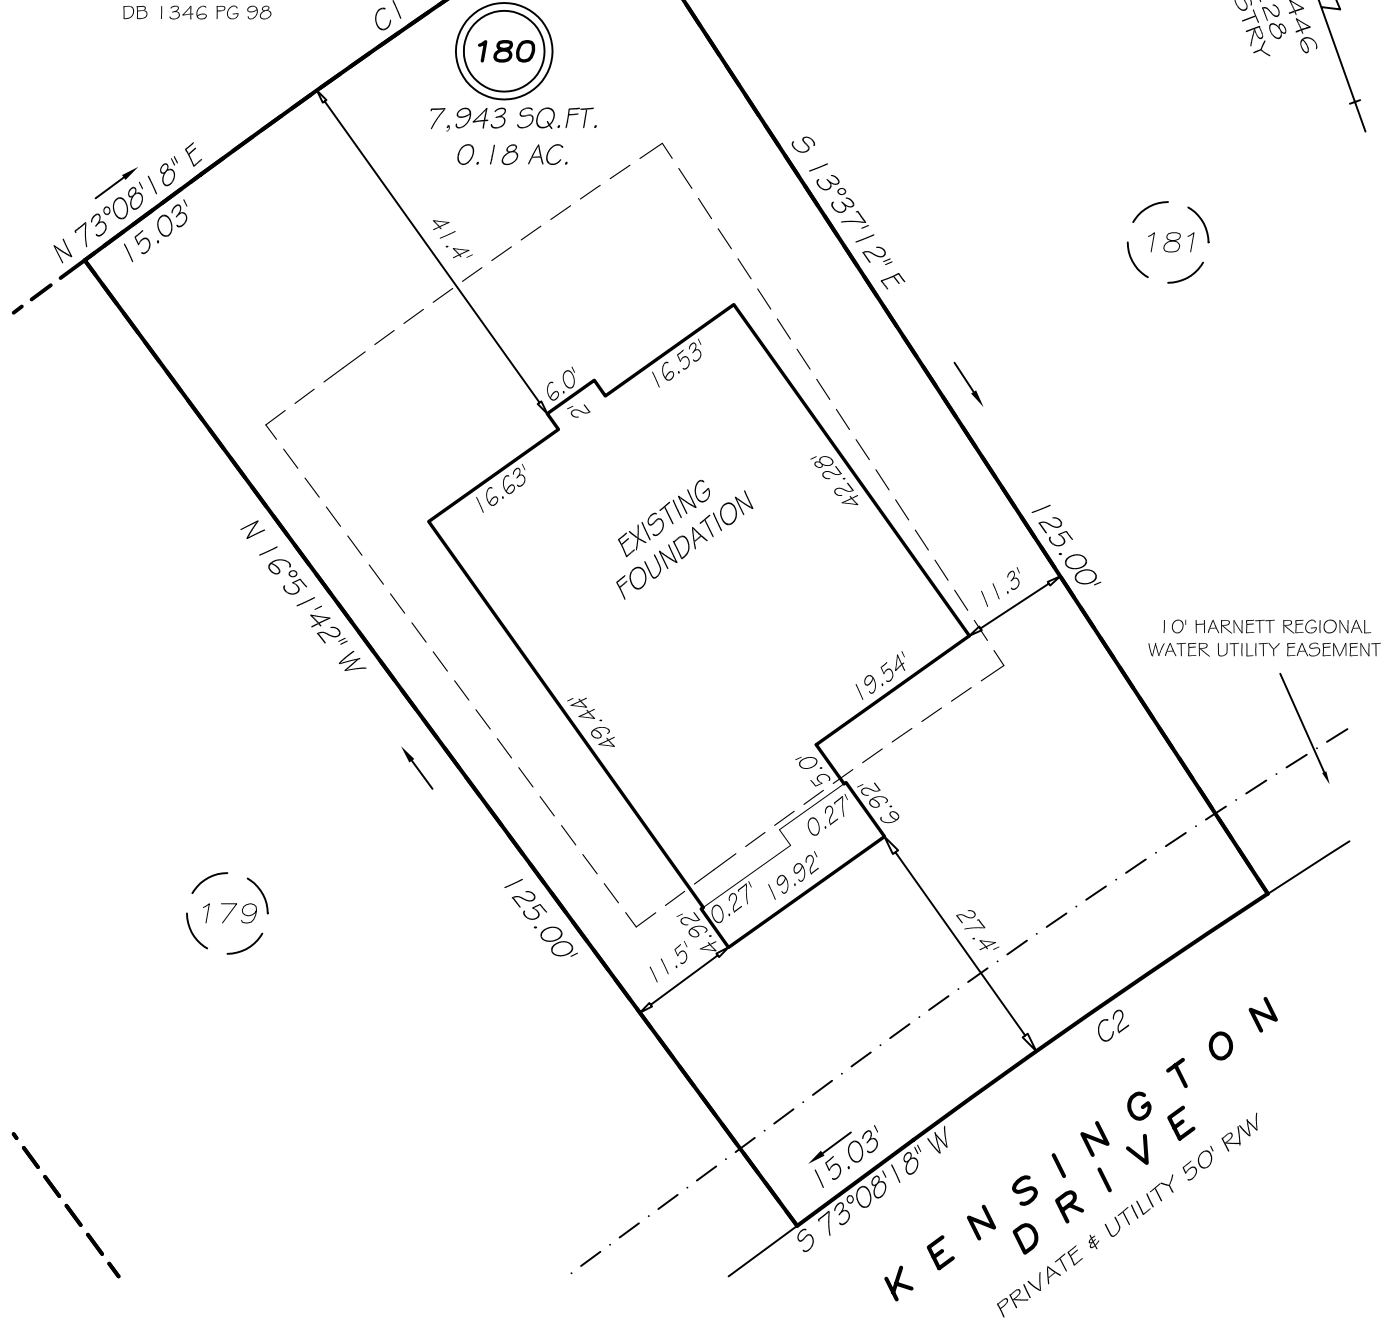 DB 1346 PG 98
C1
180
7,943 SQ.FT.
0.18 AC.
446
28
STRY
N 73°08'18" E
15.03'
S 13°37'12" E
125.00'
181
41.4'
6.0'
2'
16.53'
16.63'
42.28'
EXISTING
FOUNDATION
N 16°51'42" W
125.00'
11.3'
10' HARNETT REGIONAL
WATER UTILITY EASEMENT
19.54'
49.44'
5.0'
6.92'
0.27'
19.92'
0.27'
4.92'
11.5'
179
27.4'
C2
15.03'
S 73°08'18" W
KENSINGTON
DRIVE
PRIVATE & UTILITY 50' R/W